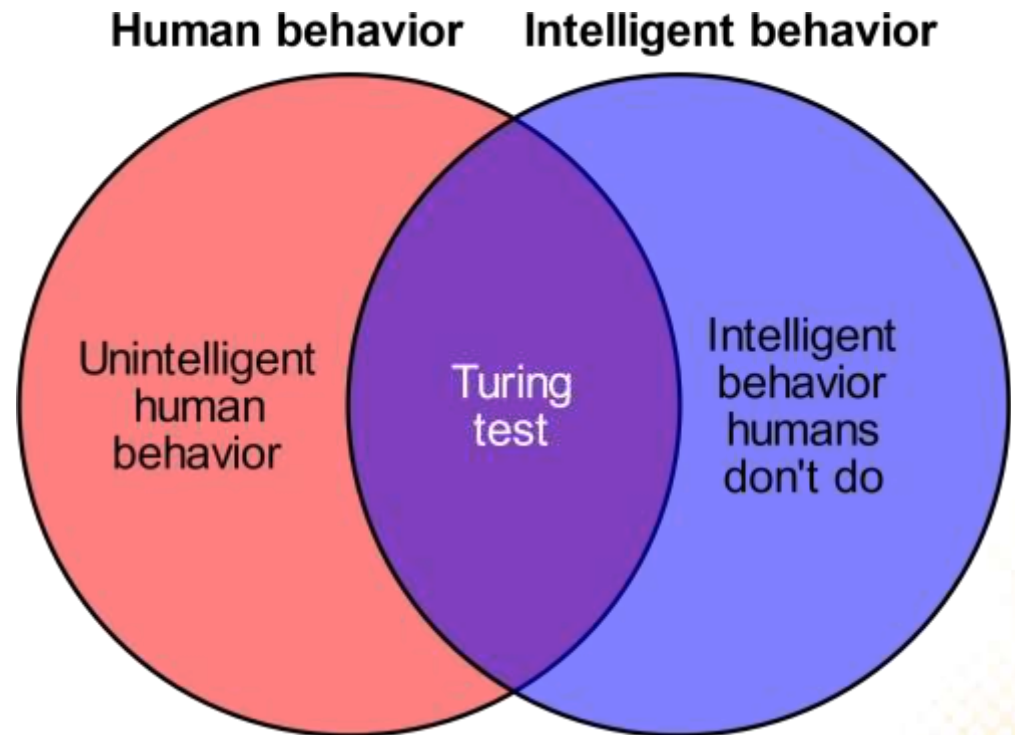 Human behavior
Intelligent behavior
Unintelligent
human
behavior
Turing
test
Intelligent
behavior
humans
don't do